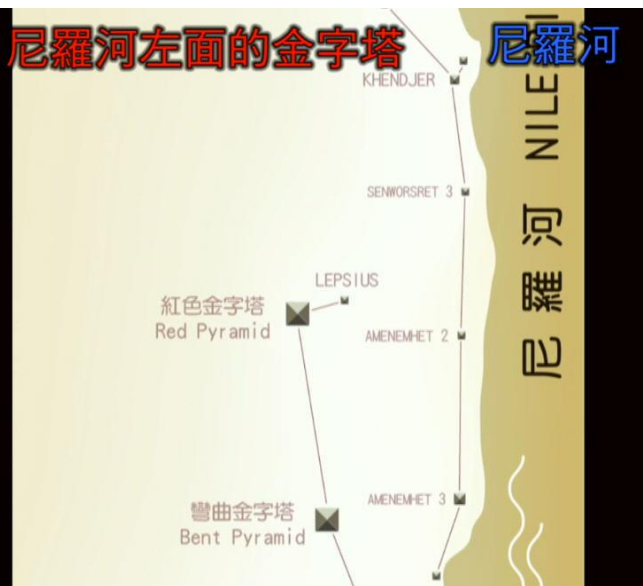 尼羅河左面的金字塔
尼羅河
KHENDJER
SENWORSRET 3
LEPSIUS
紅色金字塔
Red Pyramid
AMENEMHET 2
AMENEMHET 3
彎曲金字塔
Bent Pyramid
尼羅河 NILE